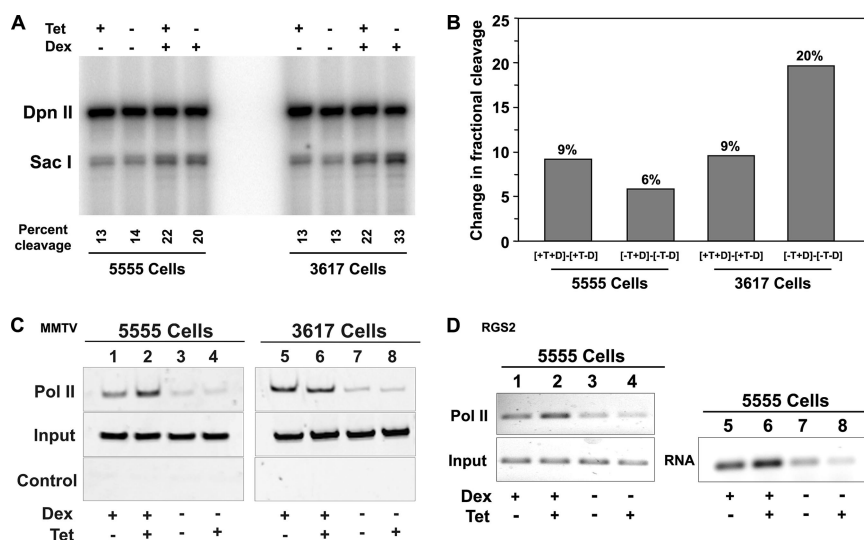 A
Tet + - + - + - + -
Dex - - + + - - + +
Dpn II
Sac I
Percent cleavage 13 14 22 20 13 13 22 33
5555 Cells 3617 Cells
B
Change in fractional cleavage
25
20
15
10
5
0
9% 6% 9% 20%
[+T+D]-[+T-D] [-T+D]-[-T-D] [+T+D]-[+T-D] [-T+D]-[-T-D]
5555 Cells 3617 Cells
C MMTV
5555 Cells 3617 Cells
1 2 3 4 5 6 7 8
Pol II
Input
Control
Dex + + - - + + - -
Tet - + - + - + - +
D RGS2
5555 Cells
1 2 3 4
Pol II
Input
Dex + + - -
Tet - + - +
5555 Cells
5 6 7 8
RNA
+ + - -
- + - +